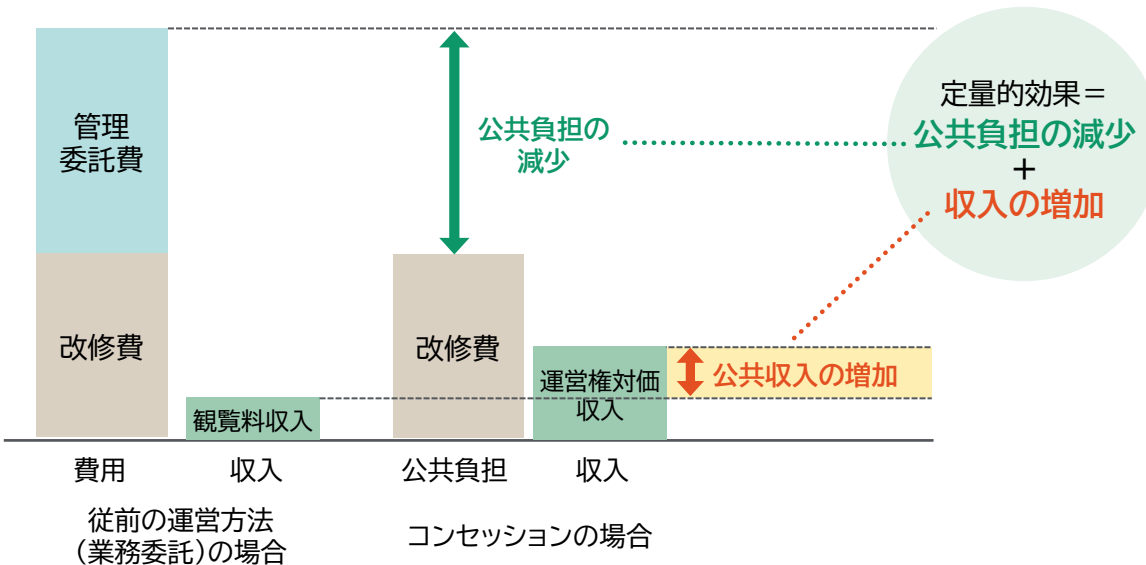 管理
委託費
改修費
観覧料収入
費用
収入
従前の運営方法
（業務委託）の場合
公共負担の
減少
改修費
運営権対価
収入
公共収入の増加
公共負担
収入
コンセッションの場合
定量的効果＝
公共負担の減少
＋
収入の増加